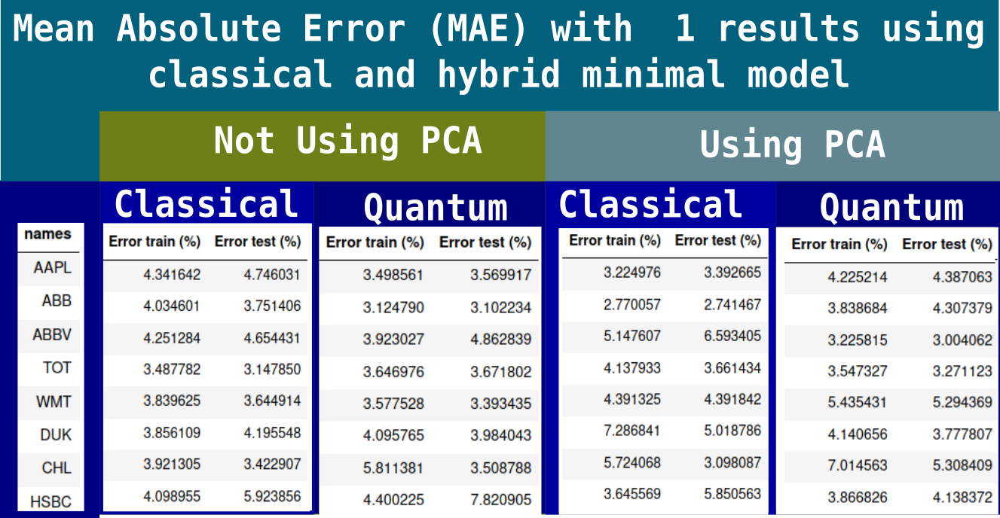 Mean Absolute Error (MAE) with 1 results using
classical and hybrid minimal model
Not Using PCA Using PCA
Classical Quantum Classical Quantum
names Error train (%) Error test (%) Error train (%) Error test (%) Error train (%) Error test (%) Error train (%) Error test (%)
AAPL 4.341642 4.746031 3.498561 3.569917 3.224976 3.392665 4.225214 4.387063
ABB 4.034601 3.751406 3.124790 3.102234 2.770057 2.741467 3.838684 4.307379
ABBV 4.251284 4.654431 3.923027 4.862839 5.147607 6.593405 3.225815 3.004062
TOT 3.487782 3.147850 3.646976 3.671802 4.137933 3.661434 3.547327 3.271123
WMT 3.839625 3.644914 3.577528 3.393435 4.391325 4.391842 5.435431 5.294369
DUK 3.856109 4.195548 4.095765 3.984043 7.286841 5.018786 4.140656 3.777807
CHL 3.921305 3.422907 5.811381 3.508788 5.724068 3.098087 7.014563 5.308409
HSBC 4.098955 5.923856 4.400225 7.820905 3.645569 5.850563 3.866826 4.138372